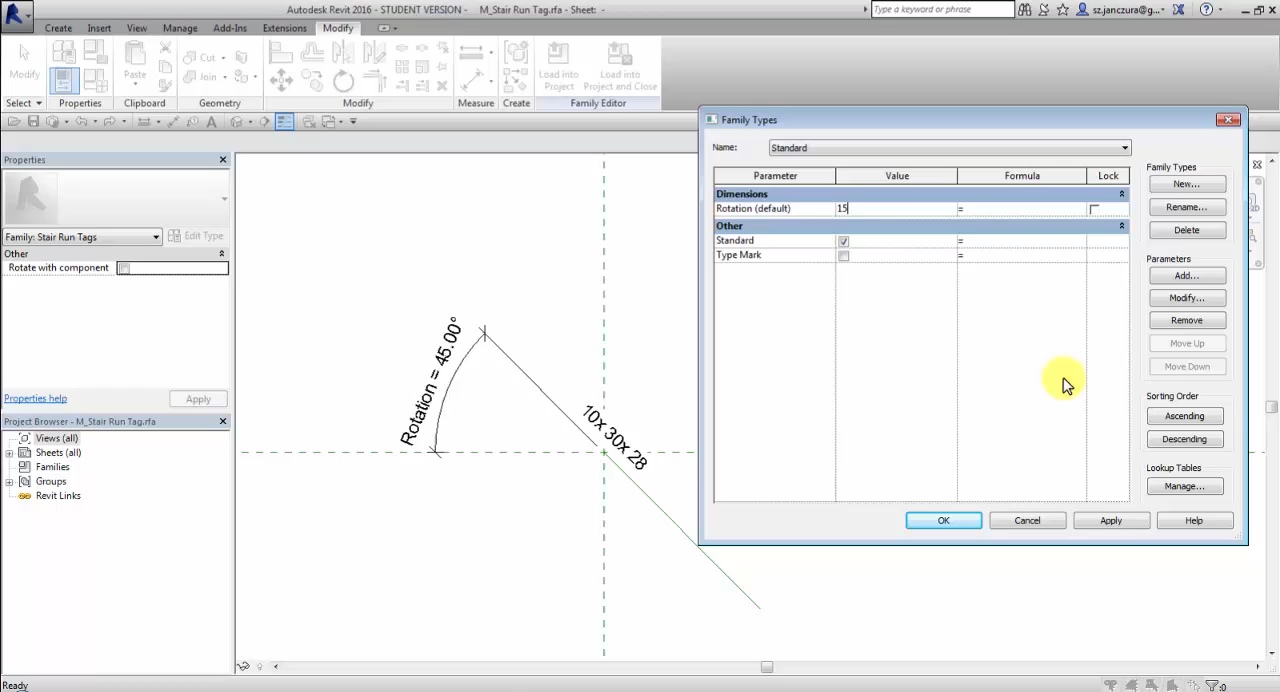 Autodesk Revit 2016 - STUDENT VERSION - M_Stair Run Tag.rfa - Sheet: -
Type a keyword or phrase
sz.janczura@g...
Create Insert View Manage Add-Ins Extensions Modify
Modify
Paste
Cut
Join
Load into
Project
Load into
Project and Close
Select Properties Clipboard Geometry Modify Measure Create Family Editor
Properties
Family: Stair Run Tags
Edit Type
Other
Rotate with component
Properties help
Apply
Project Browser - M_Stair Run Tag.rfa
Views (all)
Sheets (all)
Families
Groups
Revit Links
Rotation = 45.00°
10x 30x 28
Family Types
Name: Standard
Parameter Value Formula Lock
Dimensions
Rotation (default) 15 =
Other
Standard =
Type Mark =
Family Types
New...
Rename...
Delete
Parameters
Add...
Modify...
Remove
Move Up
Move Down
Sorting Order
Ascending
Descending
Lookup Tables
Manage...
OK Cancel Apply Help
Ready
:0